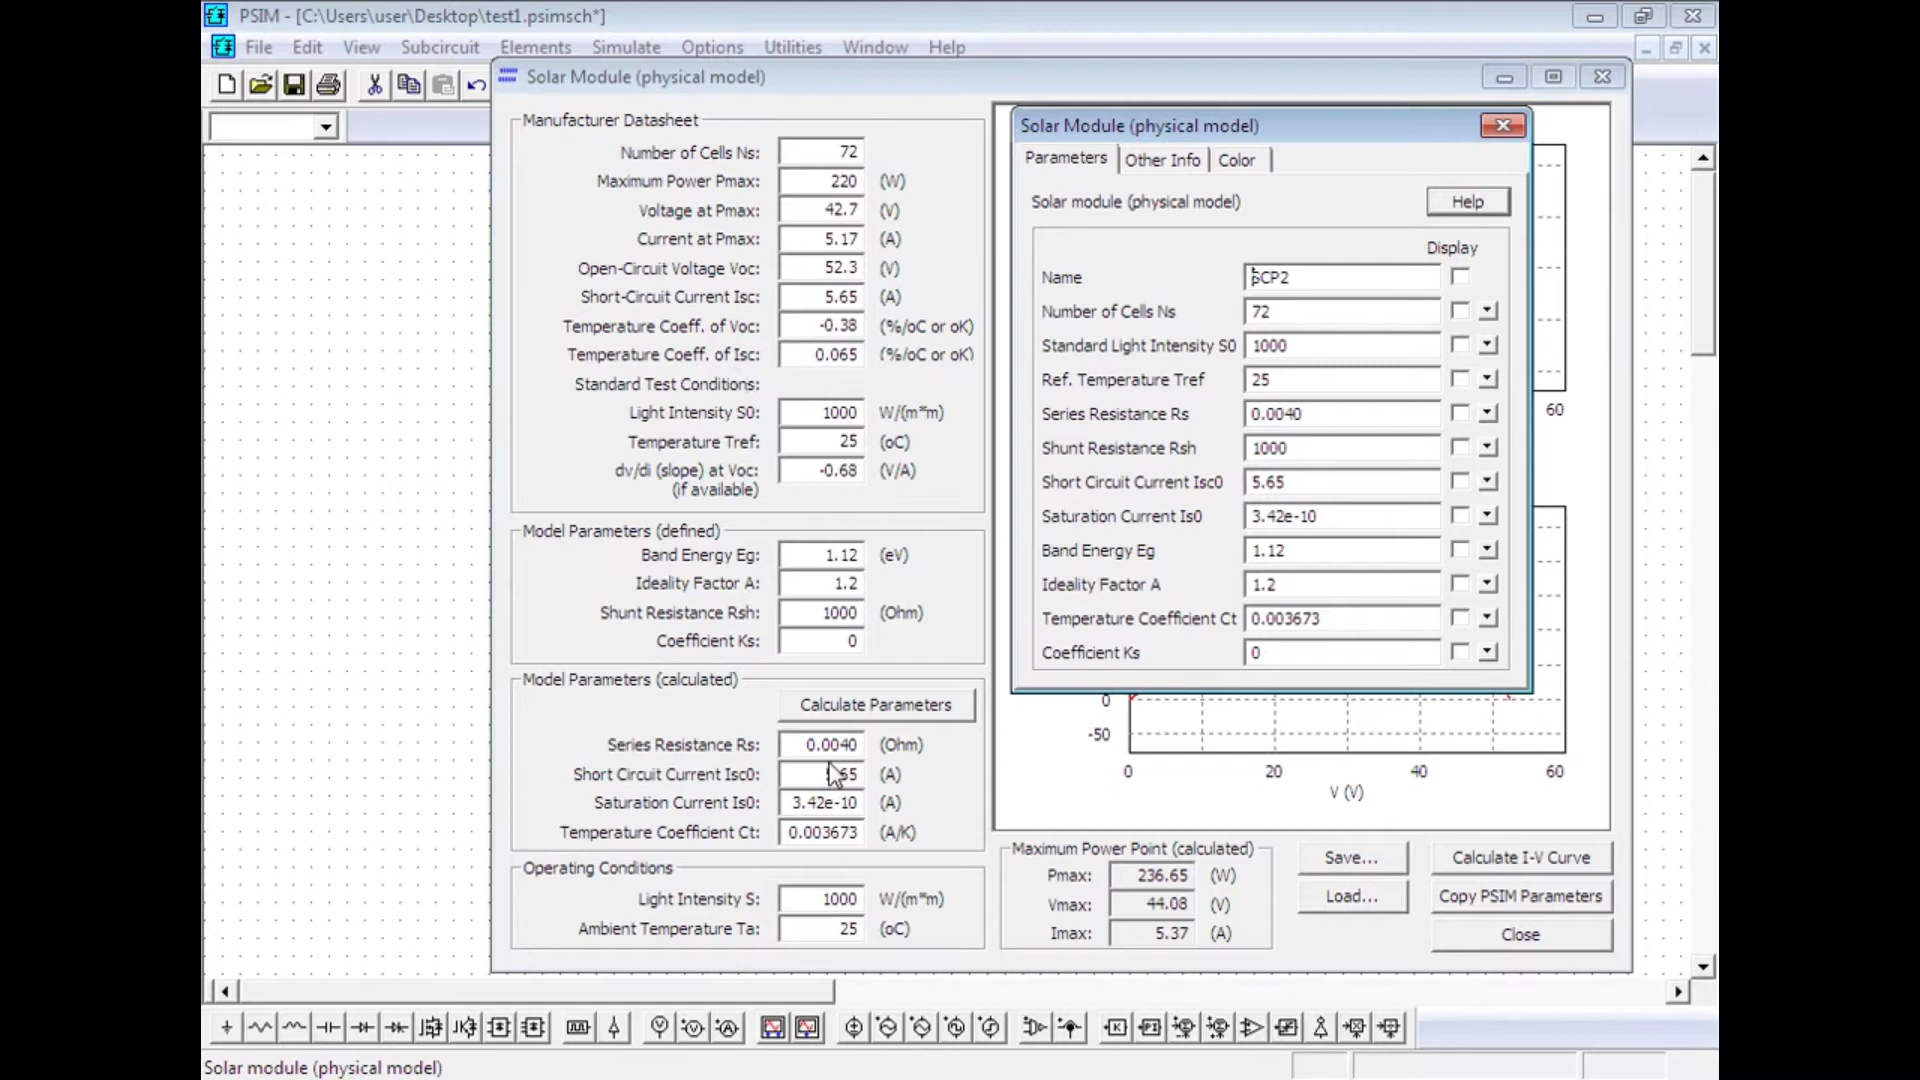 PSIM - [C:\Users\user\Desktop\test1.psimsch*]
File Edit View Subcircuit Elements Simulate Options Utilities Window Help
Solar Module (physical model)
Manufacturer Datasheet
Number of Cells Ns: 72
Maximum Power Pmax: 220 (W)
Voltage at Pmax: 42.7 (V)
Current at Pmax: 5.17 (A)
Open-Circuit Voltage Voc: 52.3 (V)
Short-Circuit Current Isc: 5.65 (A)
Temperature Coeff. of Voc: -0.38 (%/oC or oK)
Temperature Coeff. of Isc: 0.065 (%/oC or oK)
Standard Test Conditions:
Light Intensity S0: 1000 W/(m*m)
Temperature Tref: 25 (oC)
dv/di (slope) at Voc: -0.68 (V/A)
(if available)
Model Parameters (defined)
Band Energy Eg: 1.12 (eV)
Ideality Factor A: 1.2
Shunt Resistance Rsh: 1000 (Ohm)
Coefficient Ks: 0
Model Parameters (calculated)
Calculate Parameters
Series Resistance Rs: 0.0040 (Ohm)
Short Circuit Current Isc0: (A)
Saturation Current Is0: 3.42e-10 (A)
Temperature Coefficient Ct: 0.003673 (A/K)
Operating Conditions
Light Intensity S: 1000 W/(m*m)
Ambient Temperature Ta: 25 (oC)
Solar Module (physical model)
Parameters Other Info Color
Solar module (physical model) Help
Display
Name SCP2
Number of Cells Ns 72
Standard Light Intensity S0 1000
Ref. Temperature Tref 25
Series Resistance Rs 0.0040
Shunt Resistance Rsh 1000
Short Circuit Current Isc0 5.65
Saturation Current Is0 3.42e-10
Band Energy Eg 1.12
Ideality Factor A 1.2
Temperature Coefficient Ct 0.003673
Coefficient Ks 0
60
0
-50
0 20 40 60
V (V)
Maximum Power Point (calculated)
Pmax: 236.65 (W)
Vmax: 44.08 (V)
Imax: 5.37 (A)
Save... Calculate I-V Curve
Load... Copy PSIM Parameters
Close
K PI
Solar module (physical model)